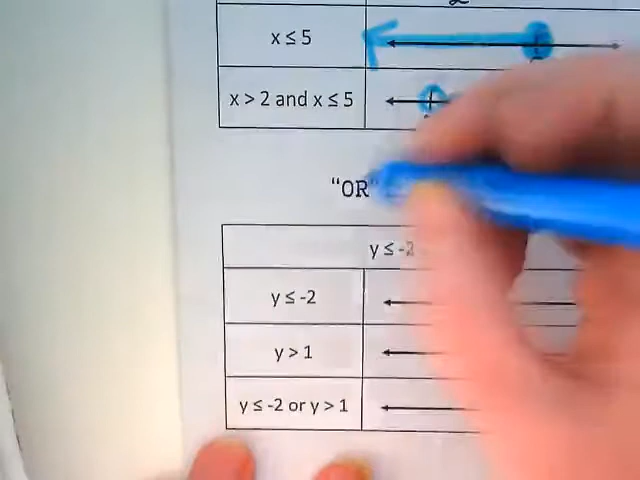 x ≤ 5
x > 2 and x ≤ 5
"OR"
y ≤ -2
y ≤ -2
y > 1
y ≤ -2 or y > 1